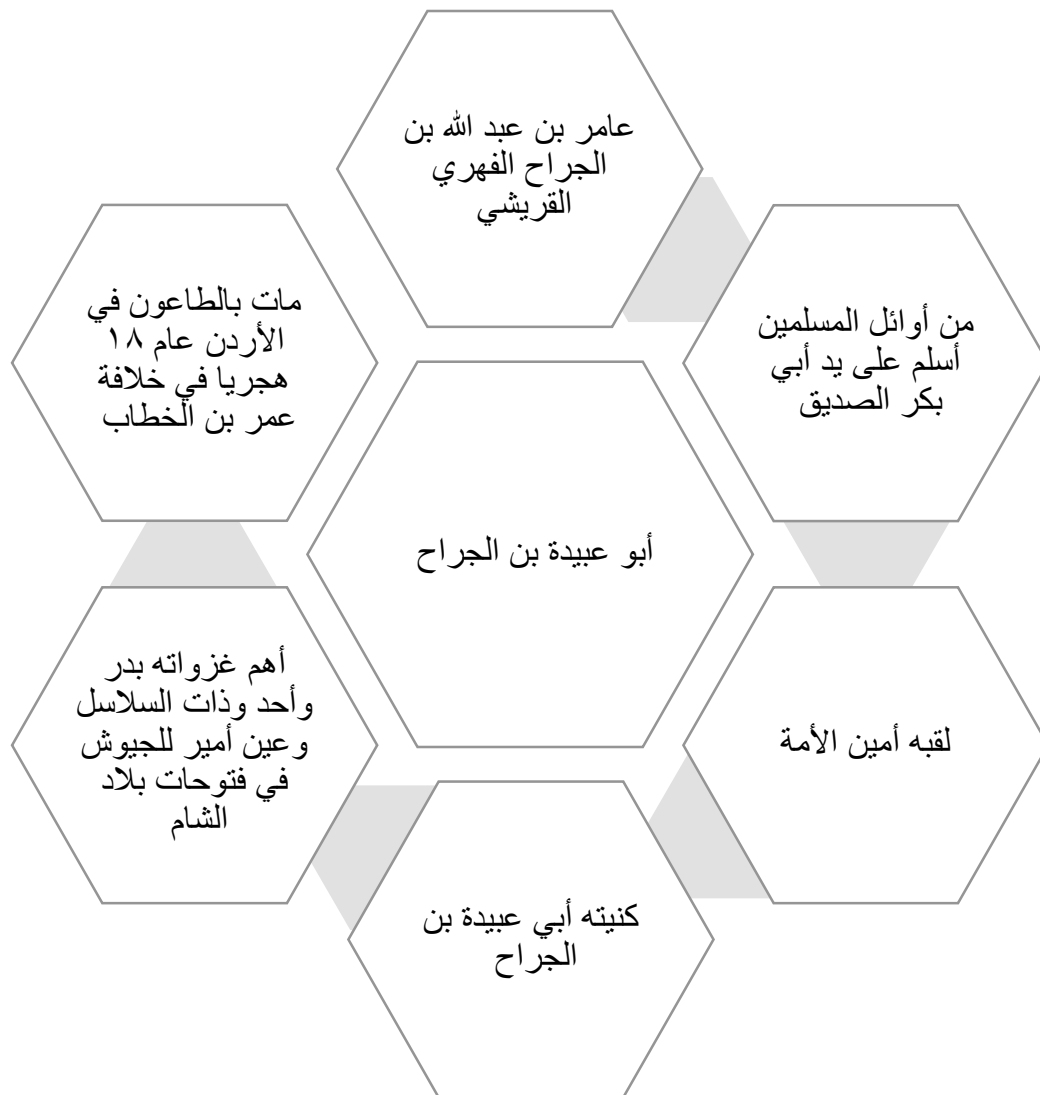 عامر بن عبد الله بن
الجراح الفهري
القريشي
من أوائل المسلمين
أسلم على يد أبي
بكر الصديق
لقبه أمين الأمة
كنيته أبي عبيدة بن
الجراح
أهم غزواته بدر
وأحد وذات السلاسل
وعين أمير للجيوش
في فتوحات بلاد
الشام
مات بالطاعون في
الأردن عام ١٨
هجريا في خلافة
عمر بن الخطاب
أبو عبيدة بن الجراح